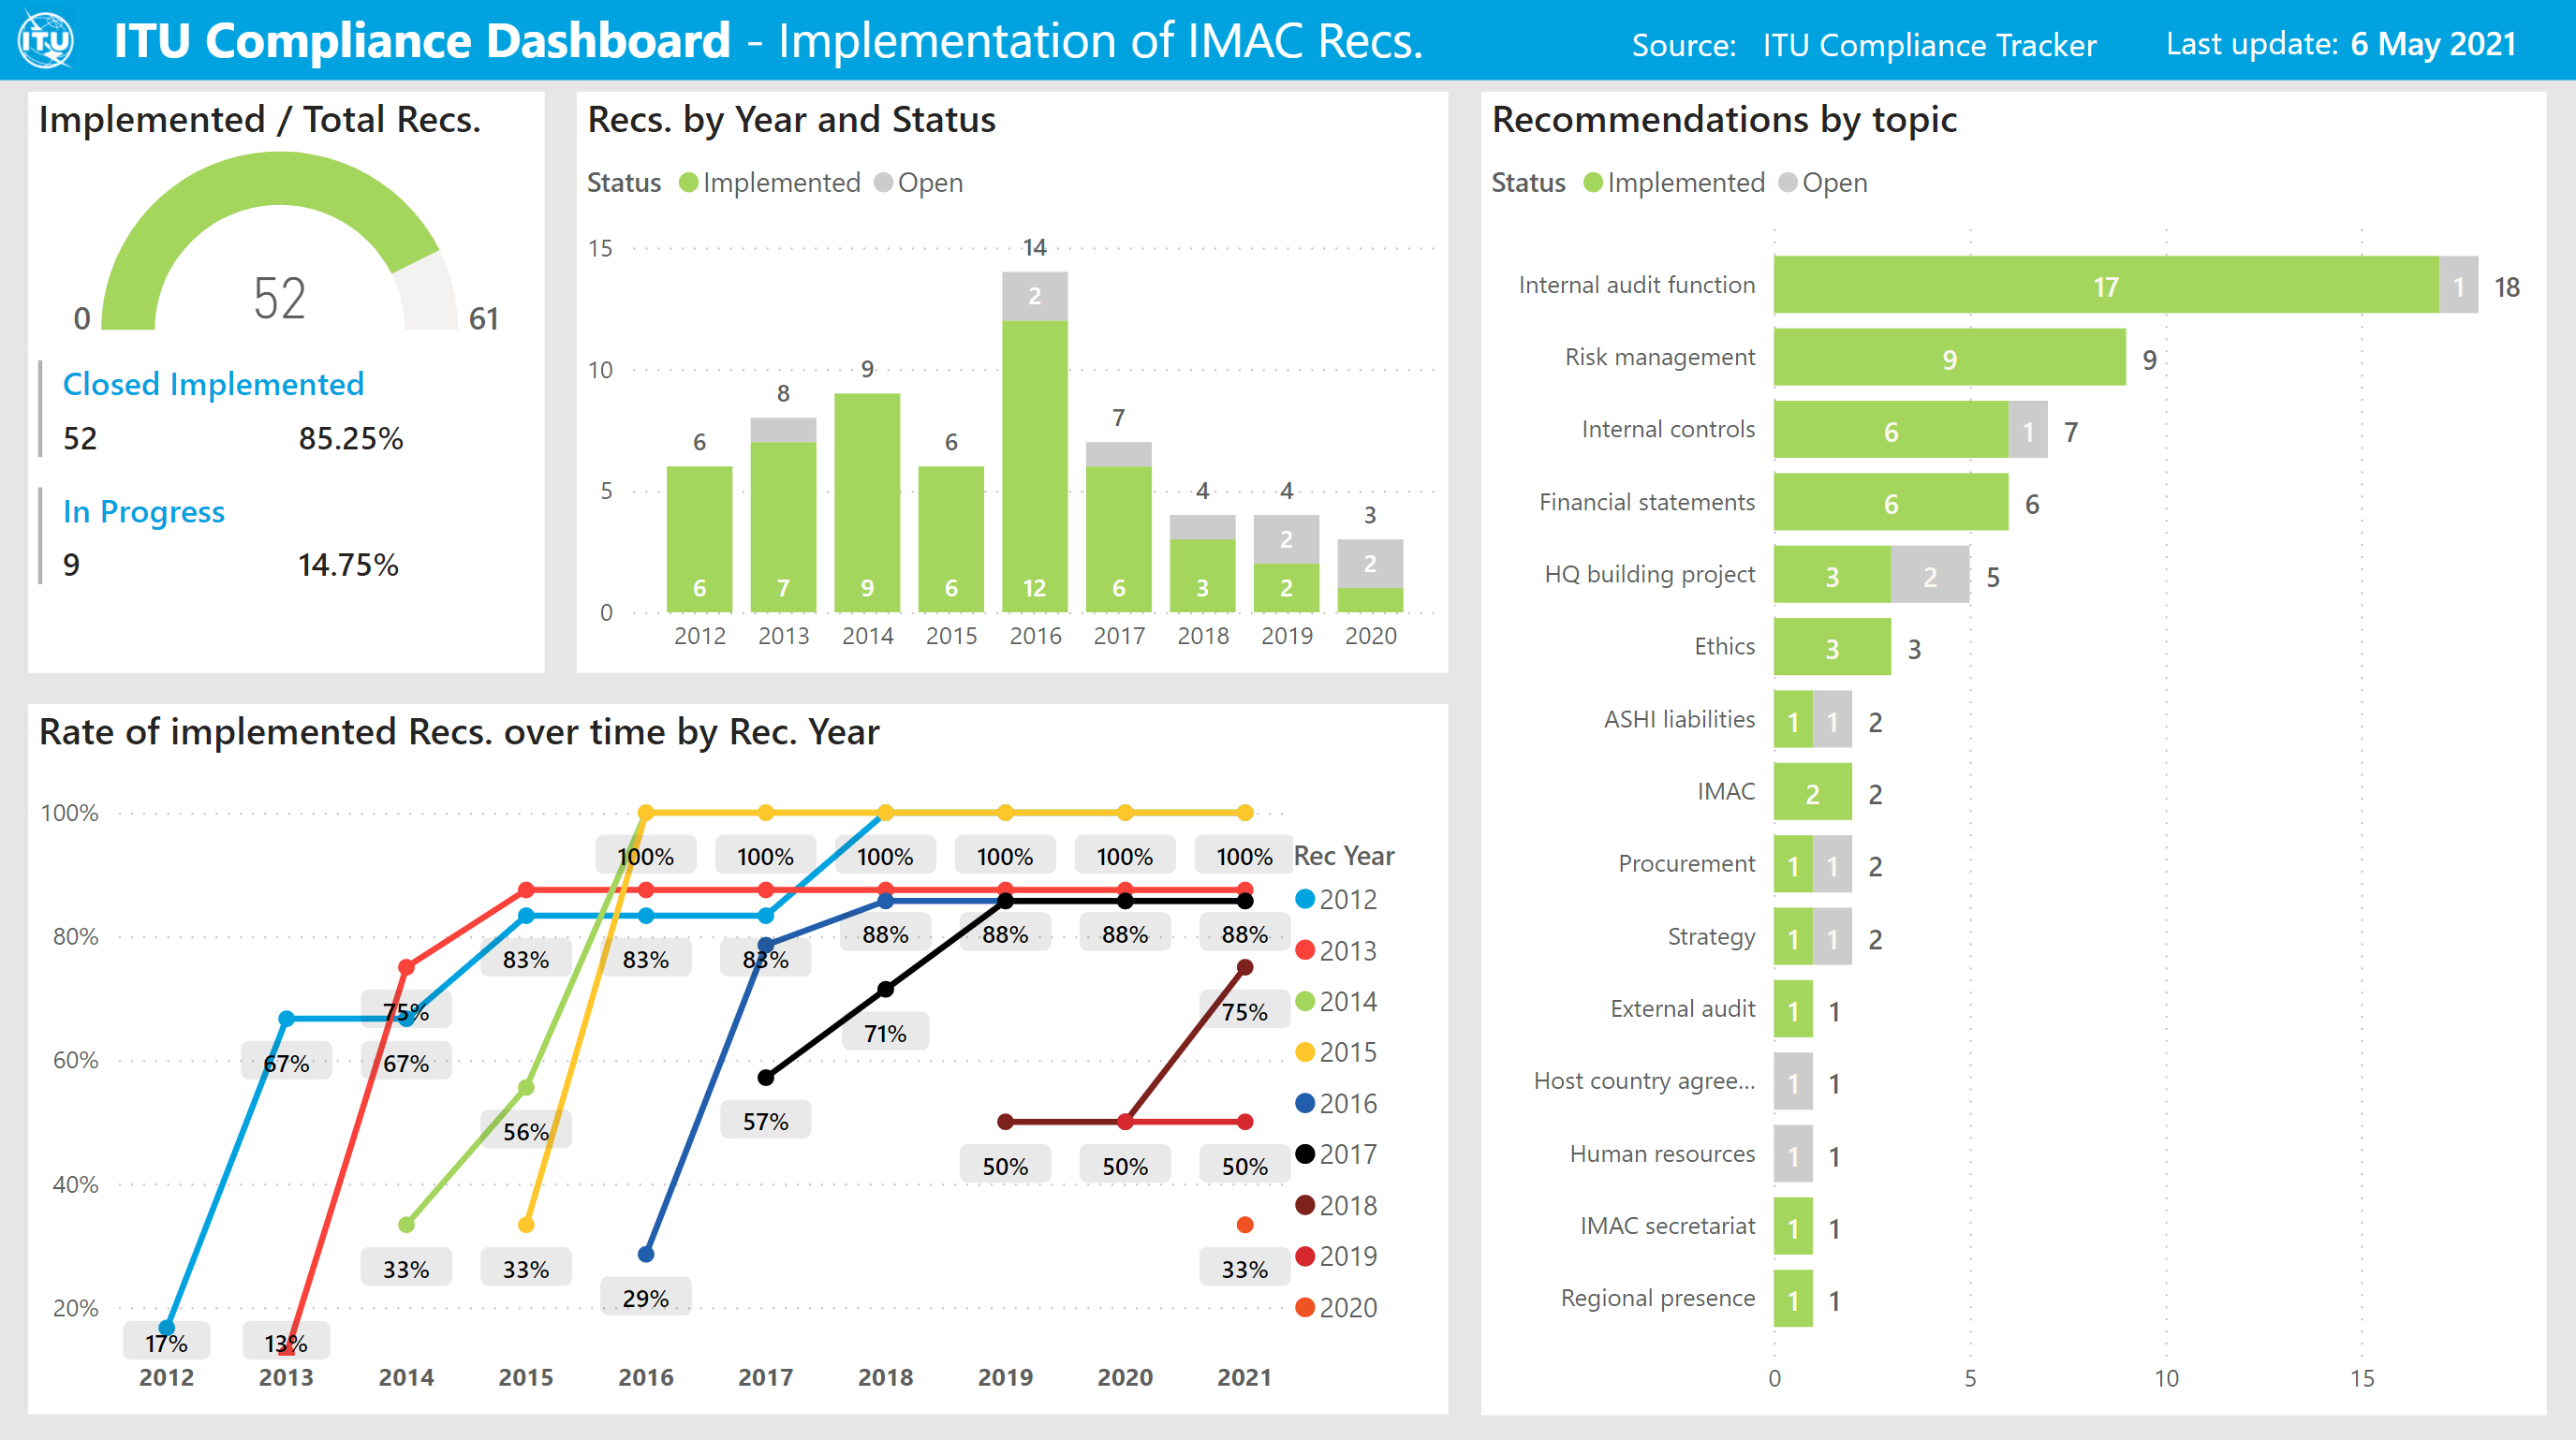 ITU
ITU Compliance Dashboard - Implementation of IMAC Recs.
Source: ITU Compliance Tracker
Last update: 6 May 2021
Implemented / Total Recs.
52
0
61
Closed Implemented
52 85.25%
In Progress
9 14.75%
Recs. by Year and Status
Status Implemented Open
15
10
5
0
6 8 9 6 14 7 4 4 3
2 2 2
6 7 9 6 12 6 3 2
2012 2013 2014 2015 2016 2017 2018 2019 2020
Rate of implemented Recs. over time by Rec. Year
100%
80%
60%
40%
20%
100% 100% 100% 100% 100% 100%
88% 88% 88% 88%
83% 83% 83%
75% 71% 75%
67% 67%
56% 57%
50% 50% 50%
33% 33% 29% 33%
17% 13%
2012 2013 2014 2015 2016 2017 2018 2019 2020 2021
Rec Year
2012
2013
2014
2015
2016
2017
2018
2019
2020
Recommendations by topic
Status Implemented Open
Internal audit function 17 1 18
Risk management 9 9
Internal controls 6 1 7
Financial statements 6 6
HQ building project 3 2 5
Ethics 3 3
ASHI liabilities 1 1 2
IMAC 2 2
Procurement 1 1 2
Strategy 1 1 2
External audit 1 1
Host country agree... 1 1
Human resources 1 1
IMAC secretariat 1 1
Regional presence 1 1
0 5 10 15